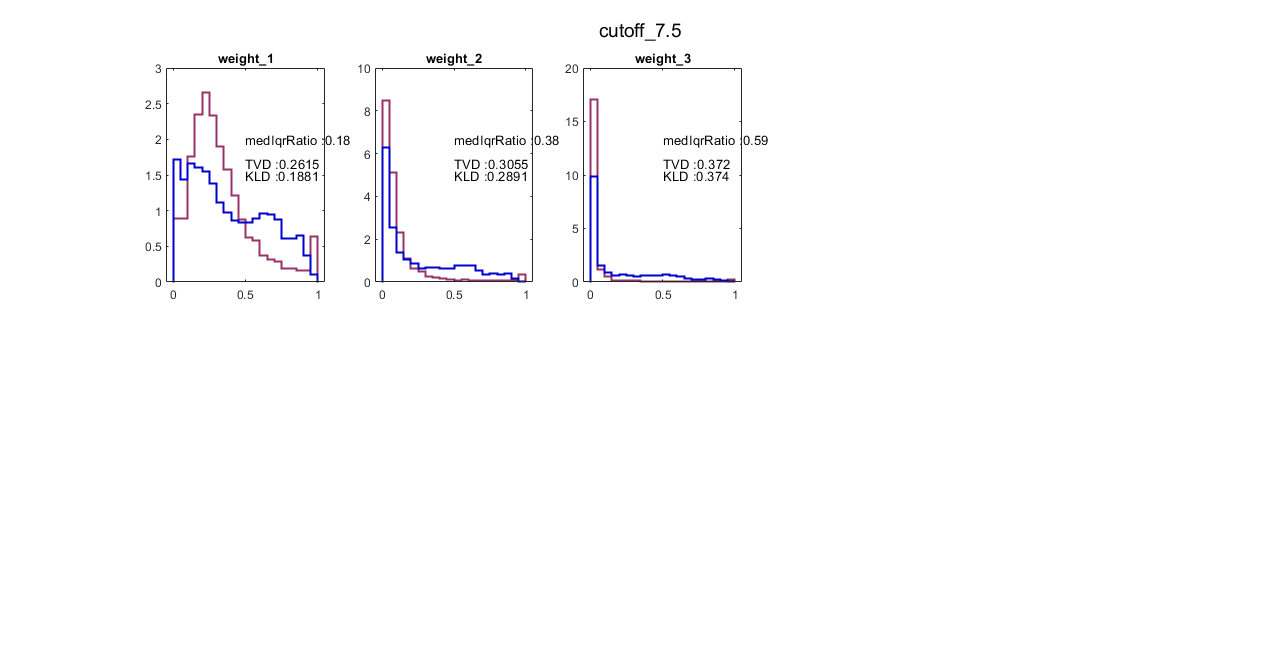 cutoff_7.5
weight_1
3
2.5
2
1.5
1
0.5
0
0
0.5
1
medIqrRatio :0.18
TVD :0.2615
KLD :0.1881
weight_2
10
8
6
4
2
0
0
0.5
1
medIqrRatio :0.38
TVD :0.3055
KLD :0.2891
weight_3
20
15
10
5
0
0
0.5
1
medIqrRatio :0.59
TVD :0.372
KLD :0.374